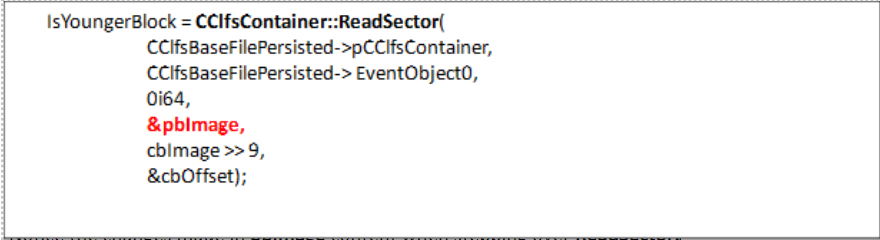 IsYoungerBlock = CClfsContainer::ReadSector(
CClfsBaseFilePersisted->pCClfsContainer,
CClfsBaseFilePersisted-> EventObject0,
0i64,
&pbImage,
cbImage >> 9,
&cbOffset);